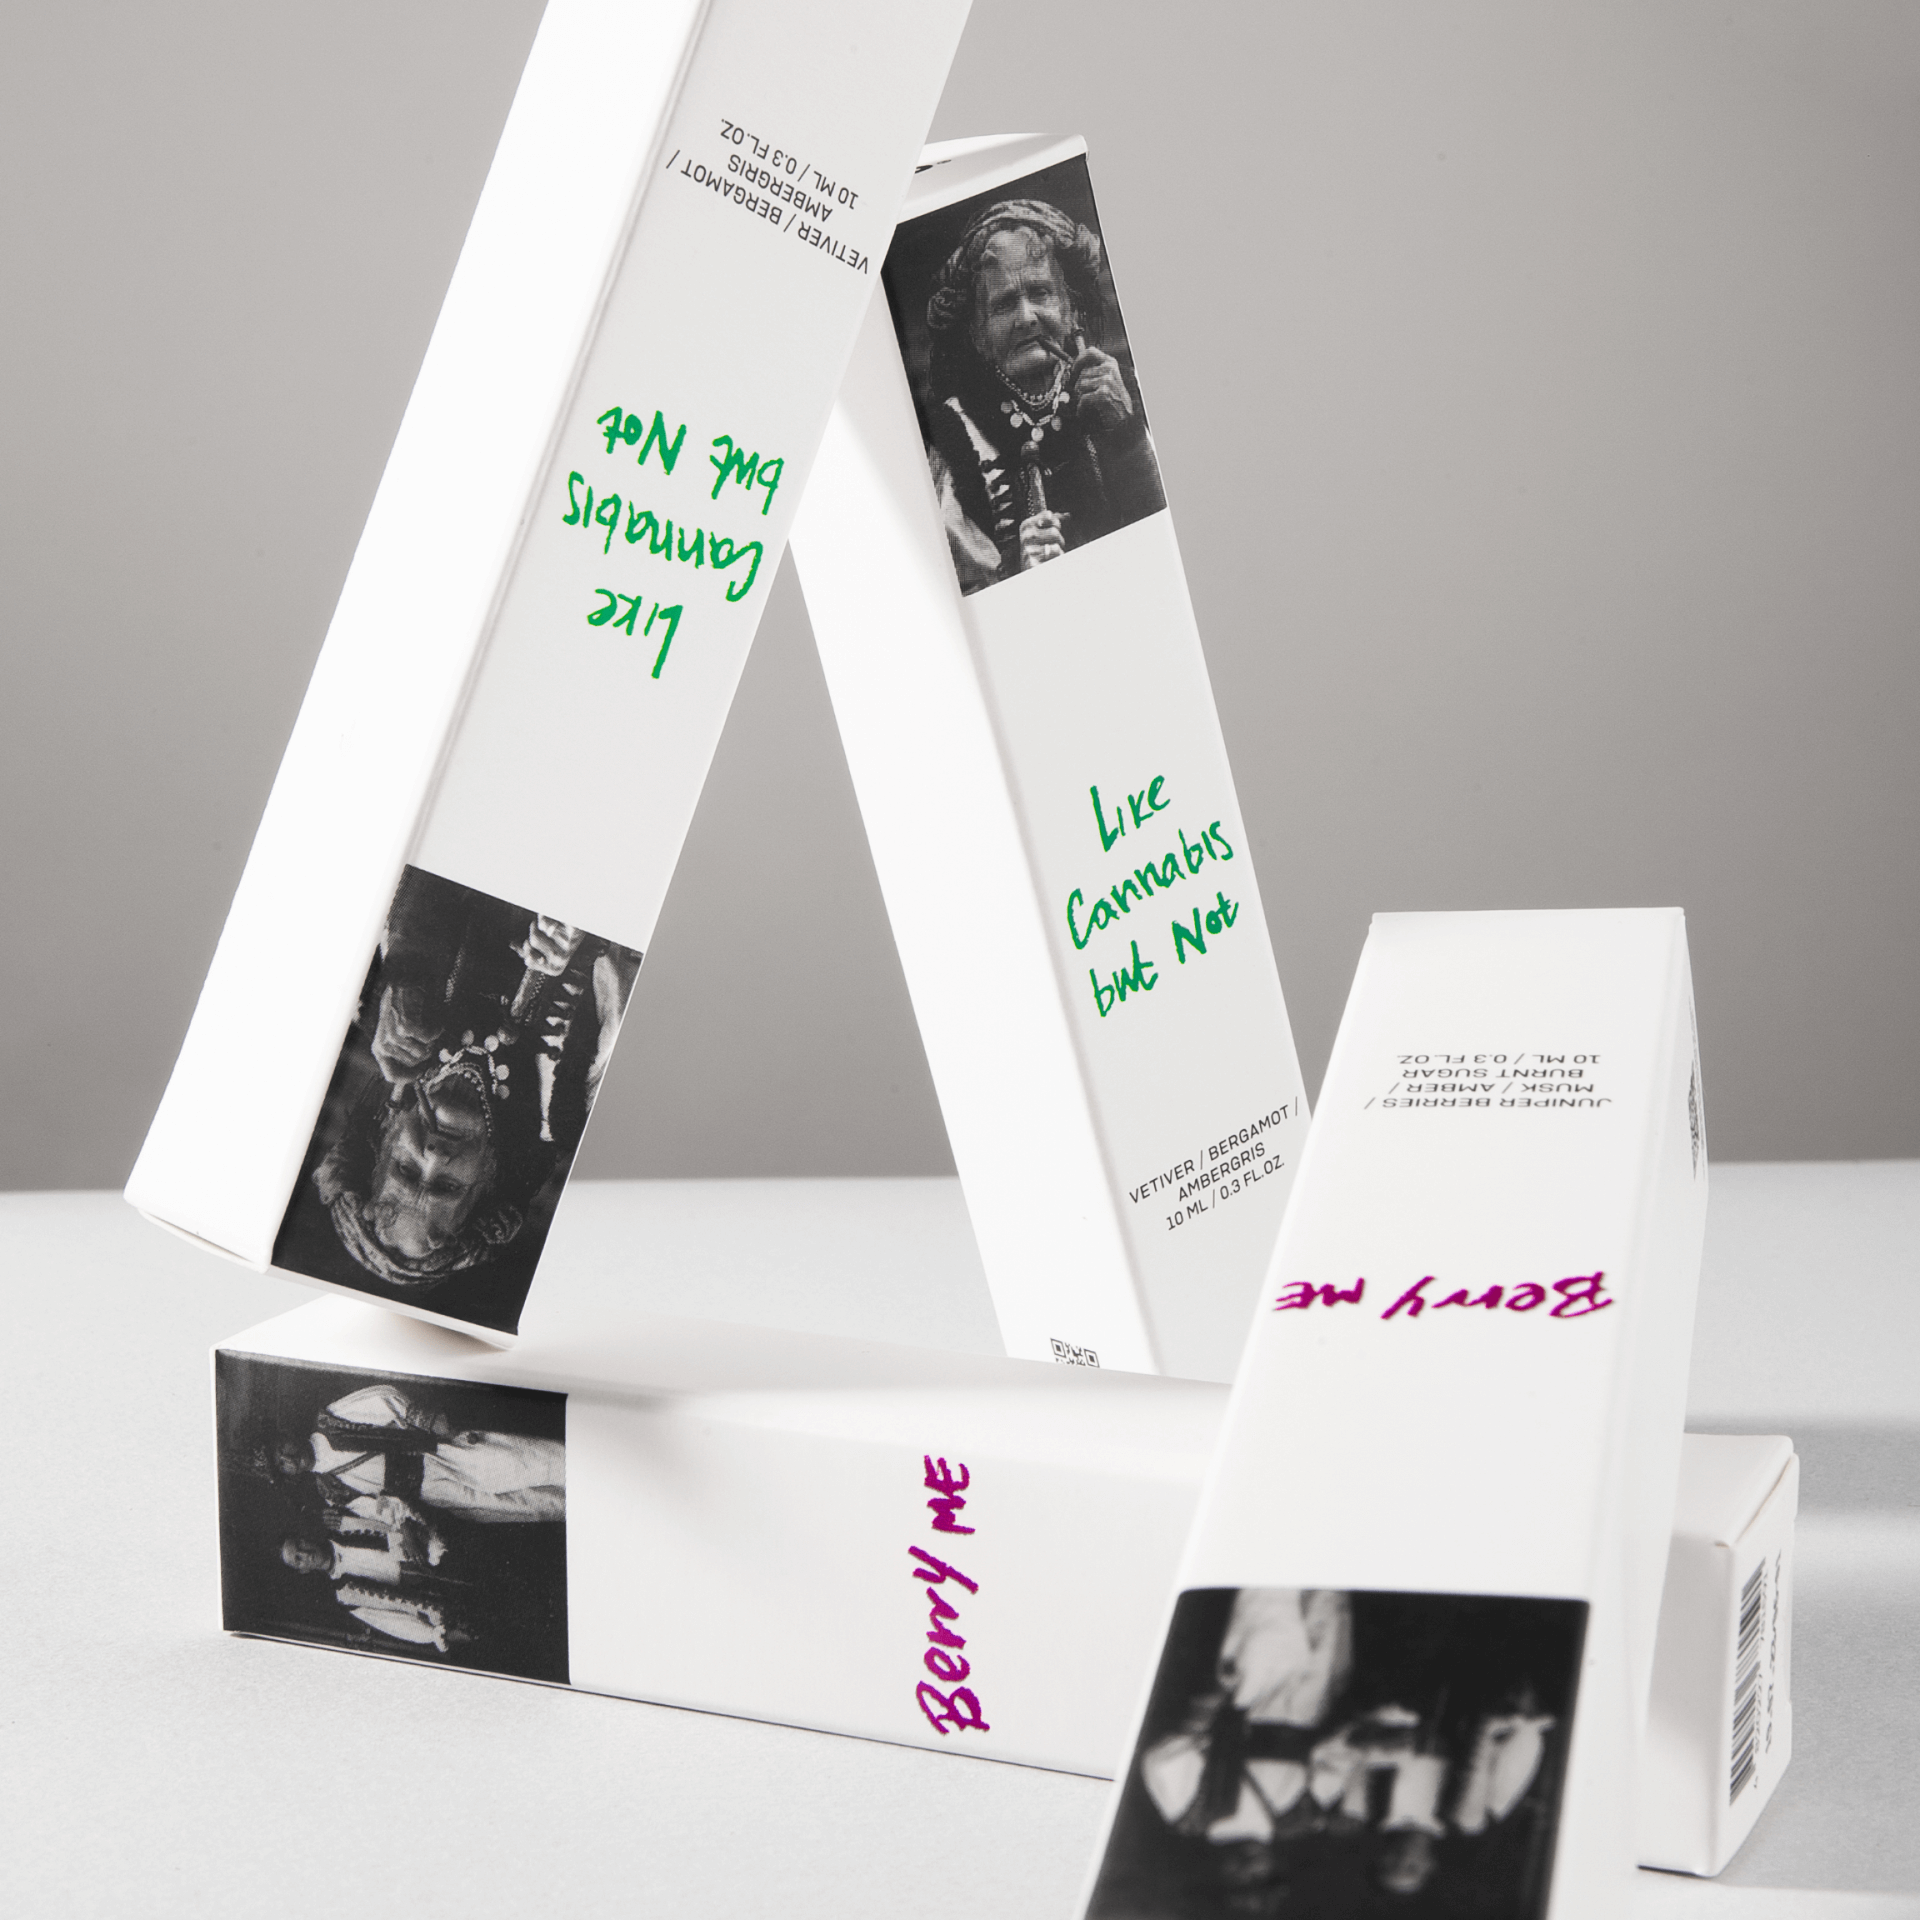 VETIVER / BERGAMOT /
AMBERGRIS
10 ML / 0.3 FL.OZ.
Like
Cannabis
but Not
Like
Cannabis
but Not
VETIVER / BERGAMOT /
AMBERGRIS
10 ML / 0.3 FL.OZ.
JUNIPER BERRIES /
MUSK / AMBER /
BURNT SUGAR
10 ML / 0.3 FL.OZ.
Berry ME
Berry ME